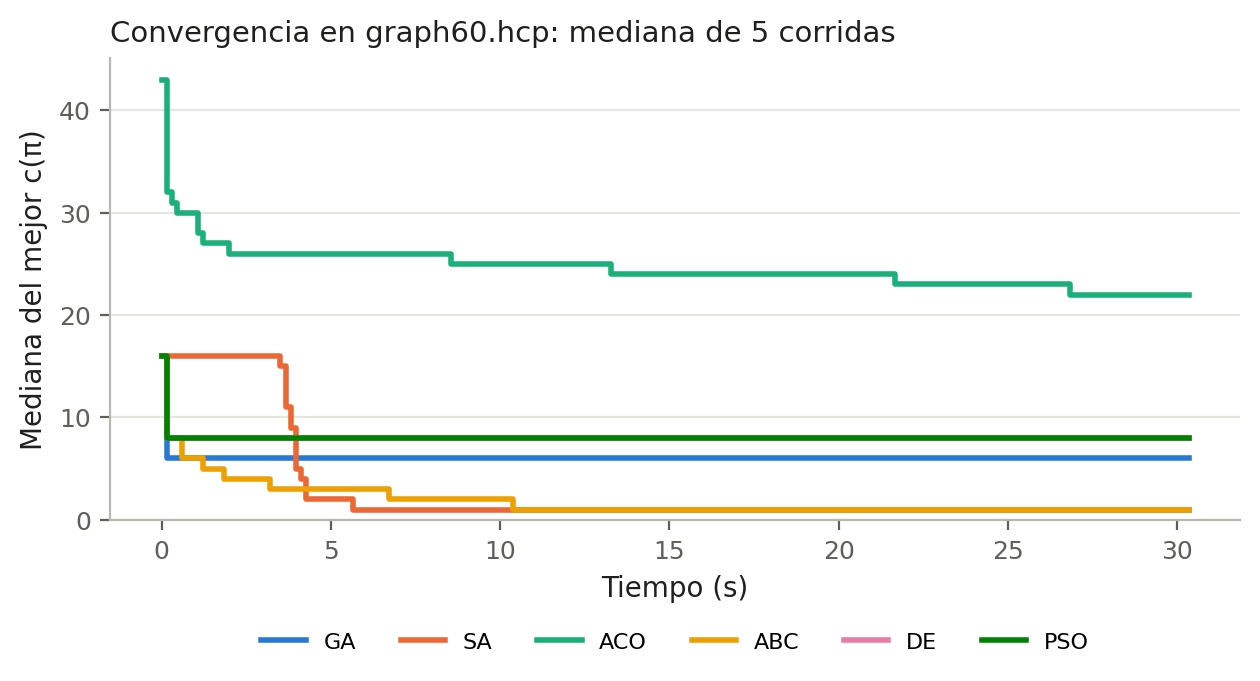 Convergencia en graph60.hcp: mediana de 5 corridas
Mediana del mejor c(π)
40
30
20
10
0
0 5 10 15 20 25 30
Tiempo (s)
GA SA ACO ABC DE PSO